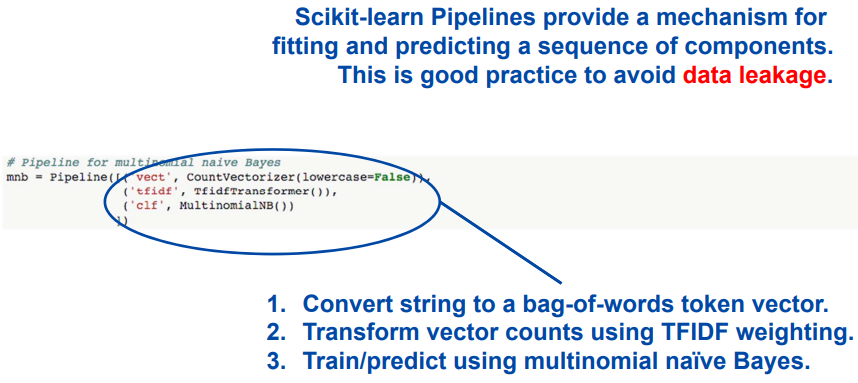 Scikit-learn Pipelines provide a mechanism for
fitting and predicting a sequence of components.
This is good practice to avoid data leakage.
# Pipeline for multinomial naive Bayes
mnb = Pipeline([('vect', CountVectorizer(lowercase=False)),
('tfidf', TfidfTransformer()),
('clf', MultinomialNB())
])
1. Convert string to a bag-of-words token vector.
2. Transform vector counts using TFIDF weighting.
3. Train/predict using multinomial naïve Bayes.